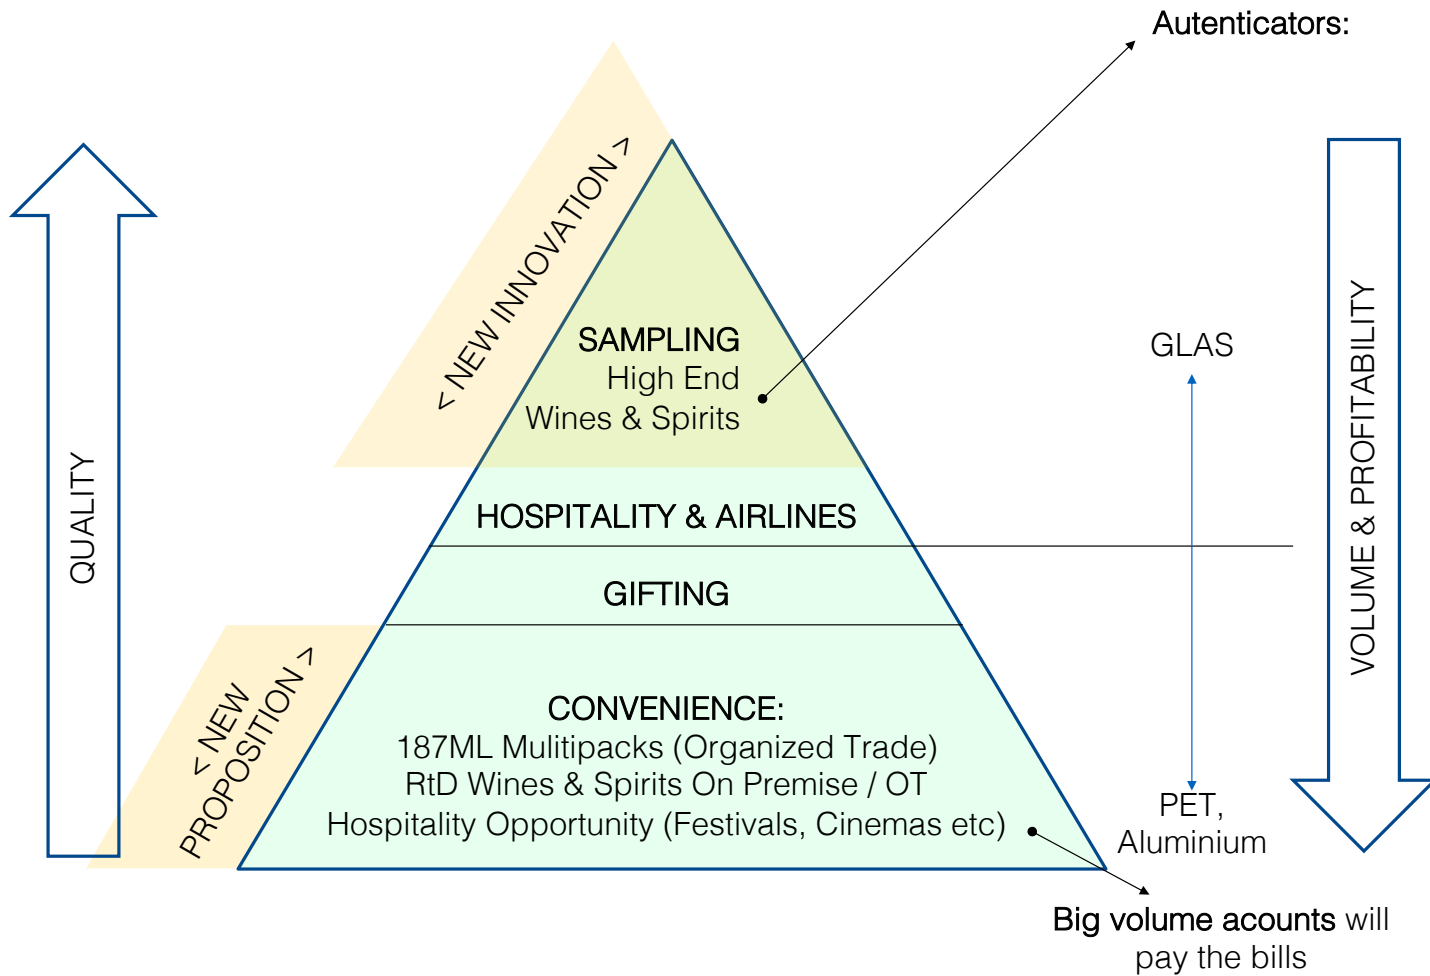 Autenticators:
< NEW INNOVATION >
SAMPLING
High End
Wines & Spirits
GLAS
QUALITY
VOLUME & PROFITABILITY
HOSPITALITY & AIRLINES
GIFTING
< NEW
PROPOSITION >
CONVENIENCE:
187ML Mulitipacks (Organized Trade)
RtD Wines & Spirits On Premise / OT
Hospitality Opportunity (Festivals, Cinemas etc)
PET,
Aluminium
Big volume acounts will
pay the bills